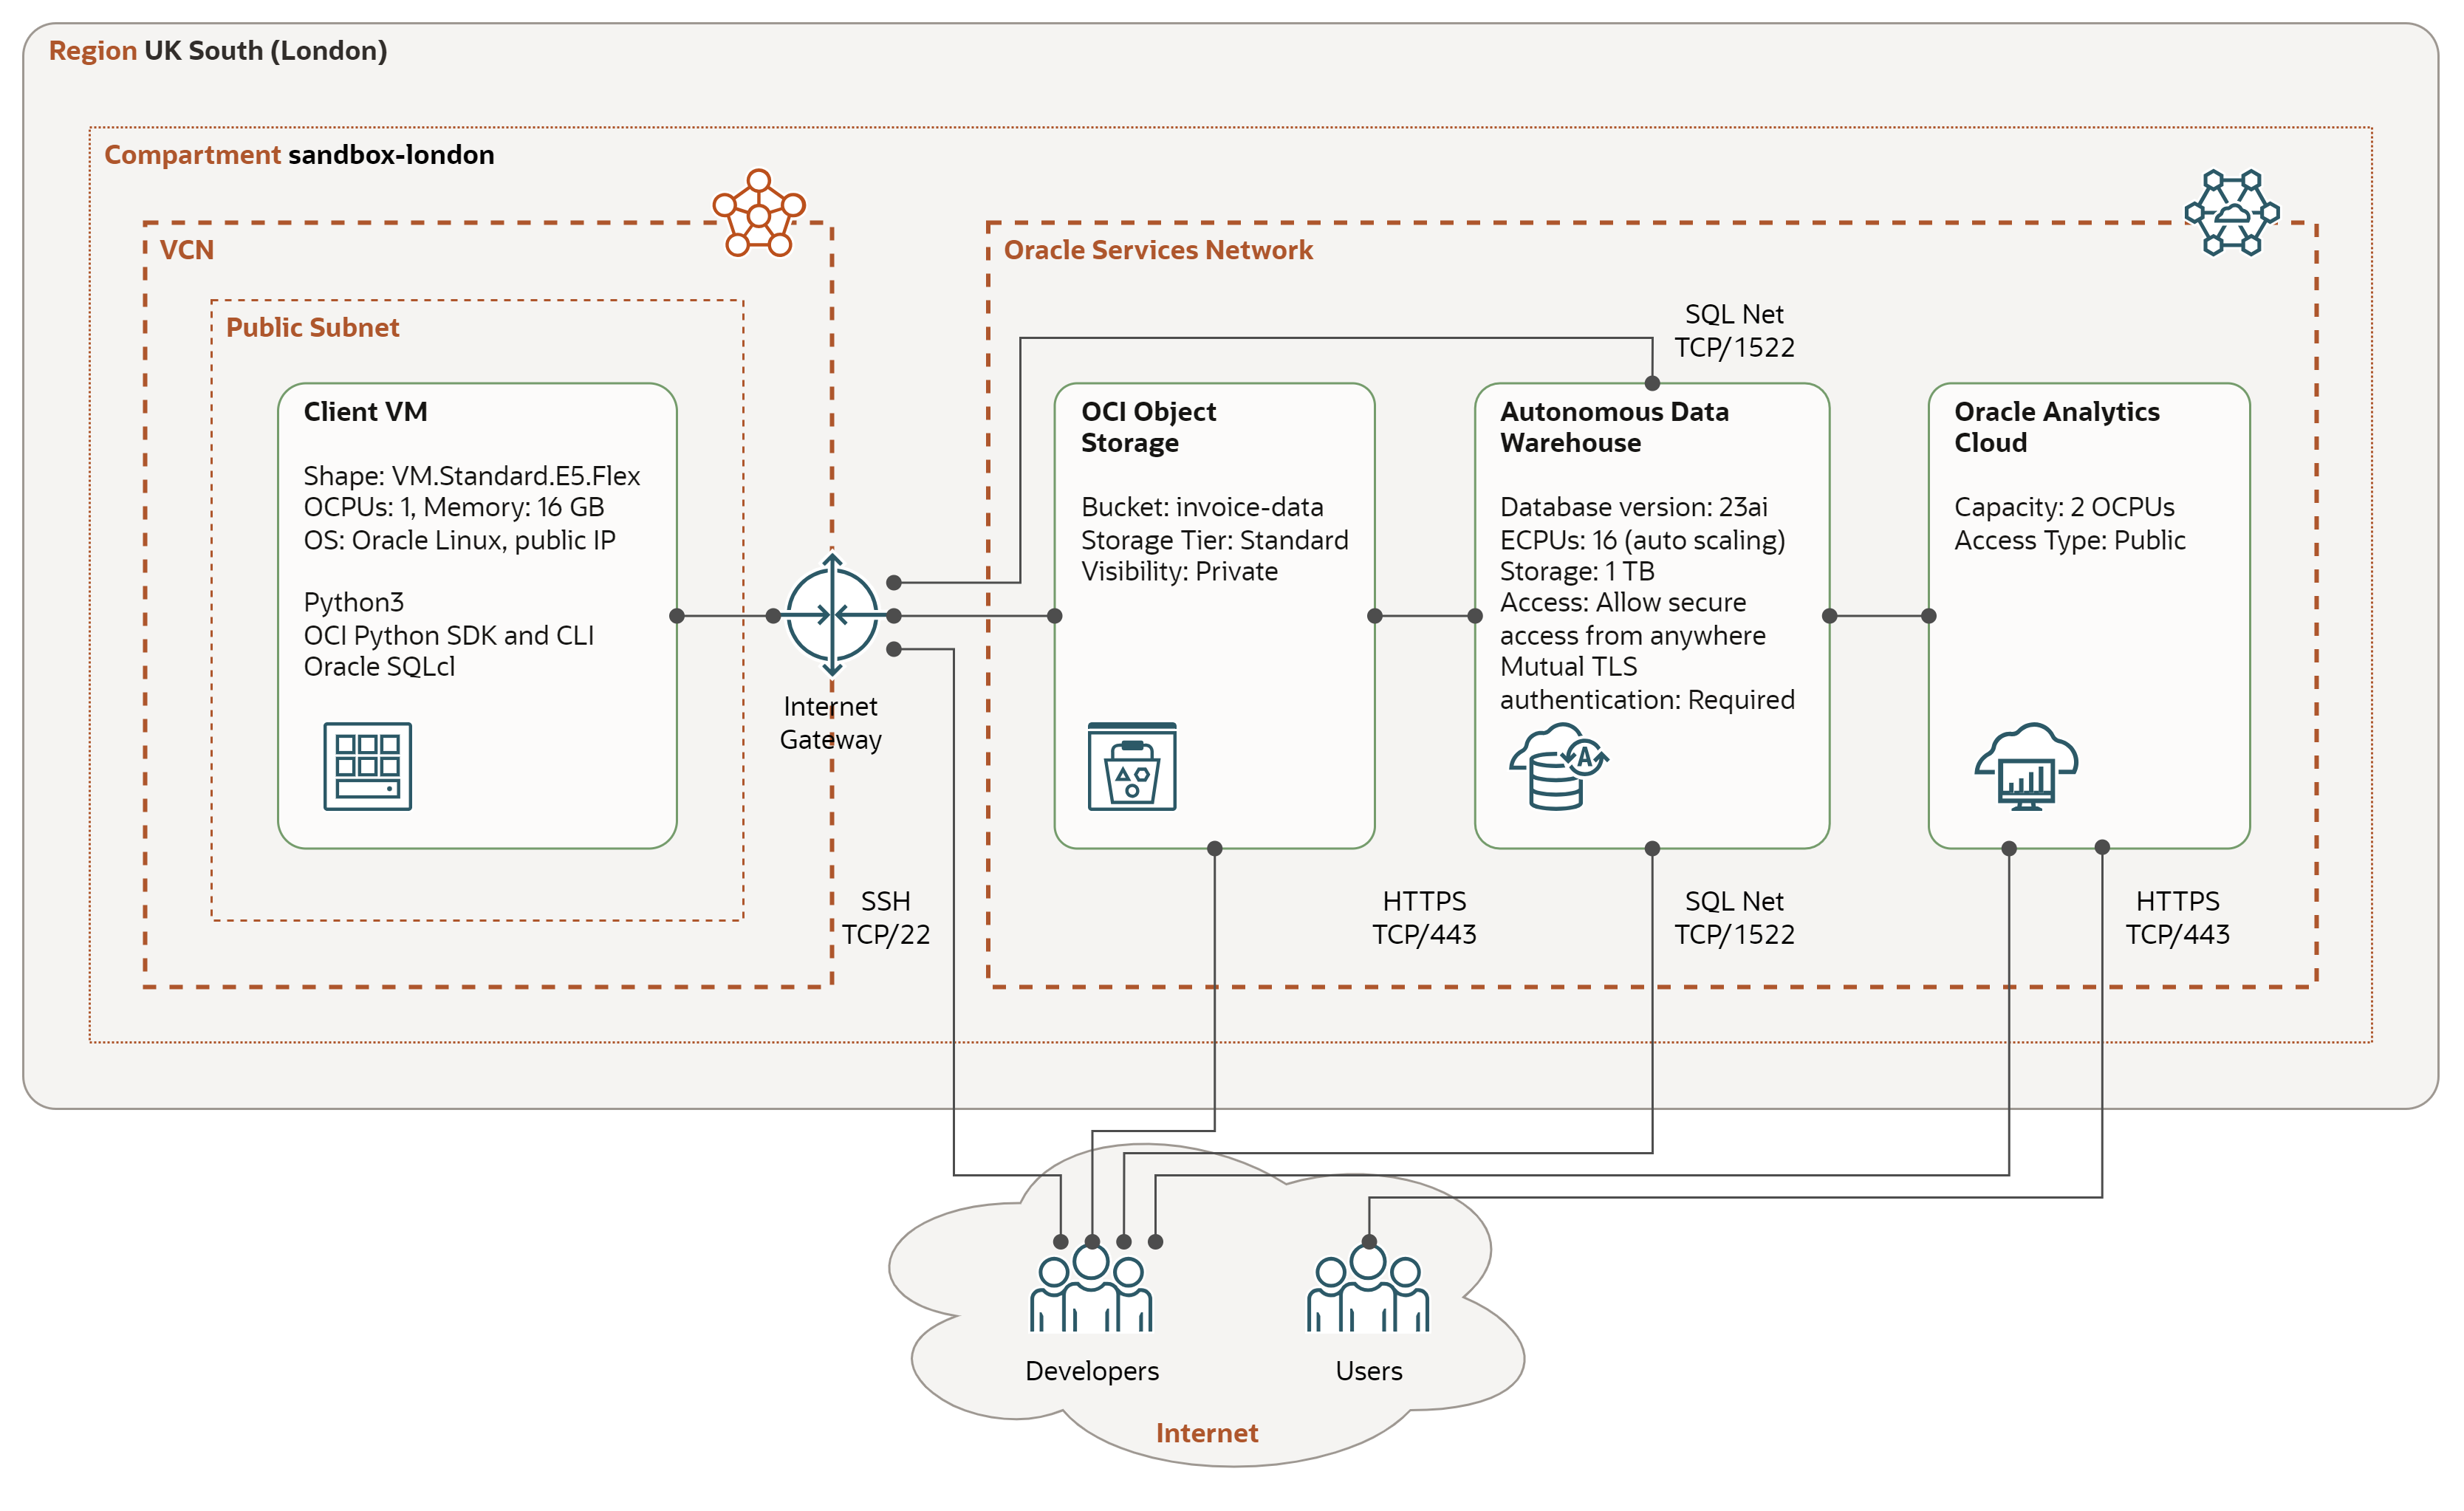 Region UK South (London)
Compartment sandbox-london
VCN
Public Subnet
Client VM
Shape: VM.Standard.E5.Flex
OCPUs: 1, Memory: 16 GB
OS: Oracle Linux, public IP
Python3
OCI Python SDK and CLI
Oracle SQLcl
Internet
Gateway
SSH
TCP/22
Oracle Services Network
SQL Net
TCP/1522
OCI Object
Storage
Bucket: invoice-data
Storage Tier: Standard
Visibility: Private
Autonomous Data
Warehouse
Database version: 23ai
ECPUs: 16 (auto scaling)
Storage: 1 TB
Access: Allow secure
access from anywhere
Mutual TLS
authentication: Required
A
Oracle Analytics
Cloud
Capacity: 2 OCPUs
Access Type: Public
HTTPS
TCP/443
SQL Net
TCP/1522
HTTPS
TCP/443
Developers
Users
Internet